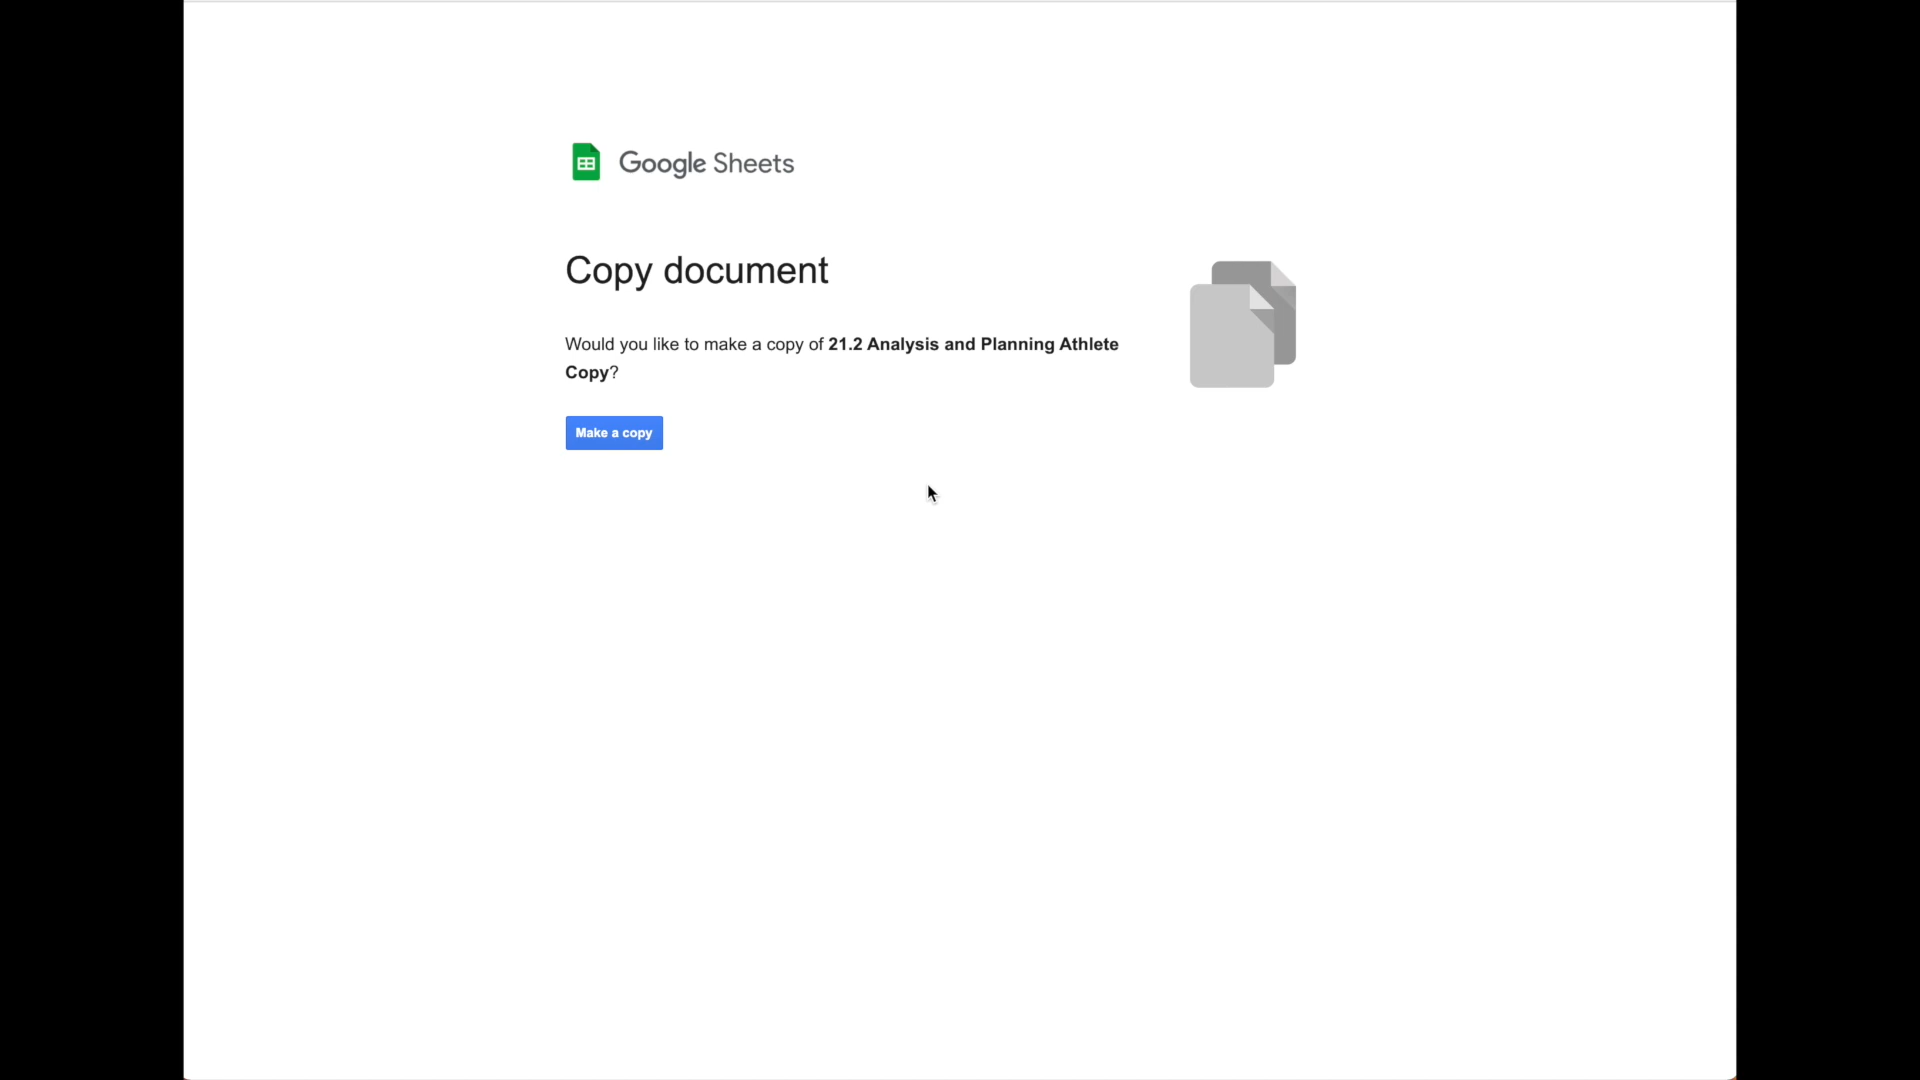 Google Sheets
Copy document
Would you like to make a copy of 21.2 Analysis and Planning Athlete
Copy?
Make a copy